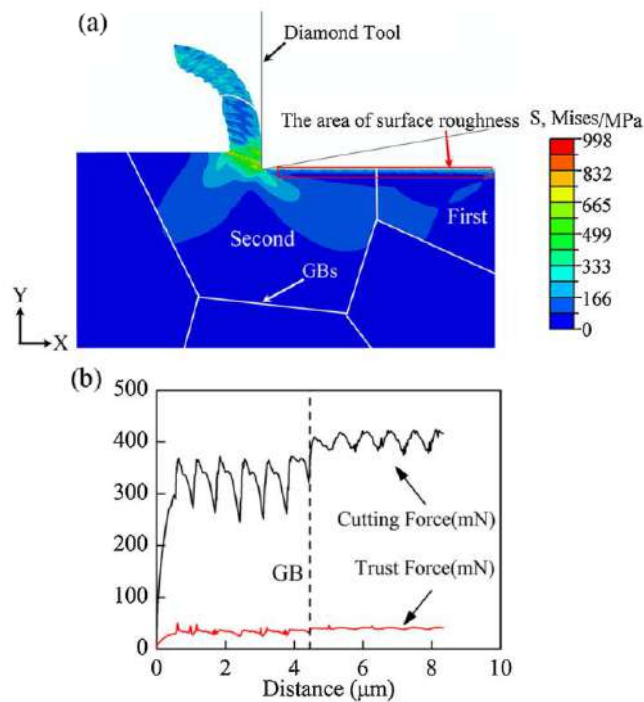 (a)
Diamond Tool
The area of surface roughness
S, Mises/MPa
998
832
665
499
333
166
0
First
Second
GBs
Y
X
(b)
500
400
300
200
100
0
GB
Cutting Force(mN)
Trust Force(mN)
0 2 4 6 8 10
Distance (μm)